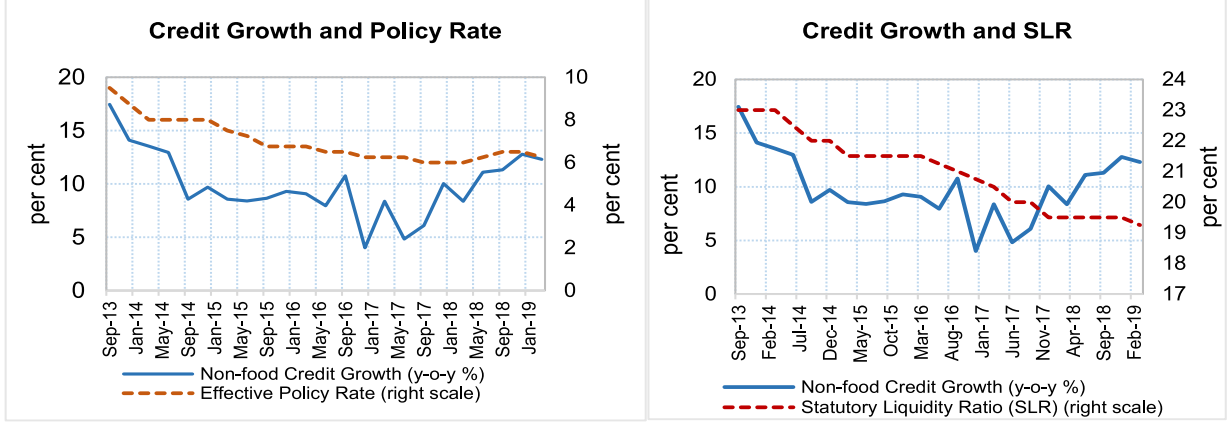 Credit Growth and Policy Rate
per cent
20
15
10
5
0
10
8
6
4
2
0
per cent
Sep-13
Jan-14
May-14
Sep-14
Jan-15
May-15
Sep-15
Jan-16
May-16
Sep-16
Jan-17
May-17
Sep-17
Jan-18
May-18
Sep-18
Jan-19
Non-food Credit Growth (y-o-y %)
Effective Policy Rate (right scale)
Credit Growth and SLR
per cent
20
15
10
5
0
24
23
22
21
20
19
18
17
per cent
Sep-13
Feb-14
Jul-14
Dec-14
May-15
Oct-15
Mar-16
Aug-16
Jan-17
Jun-17
Nov-17
Apr-18
Sep-18
Feb-19
Non-food Credit Growth (y-o-y %)
Statutory Liquidity Ratio (SLR) (right scale)